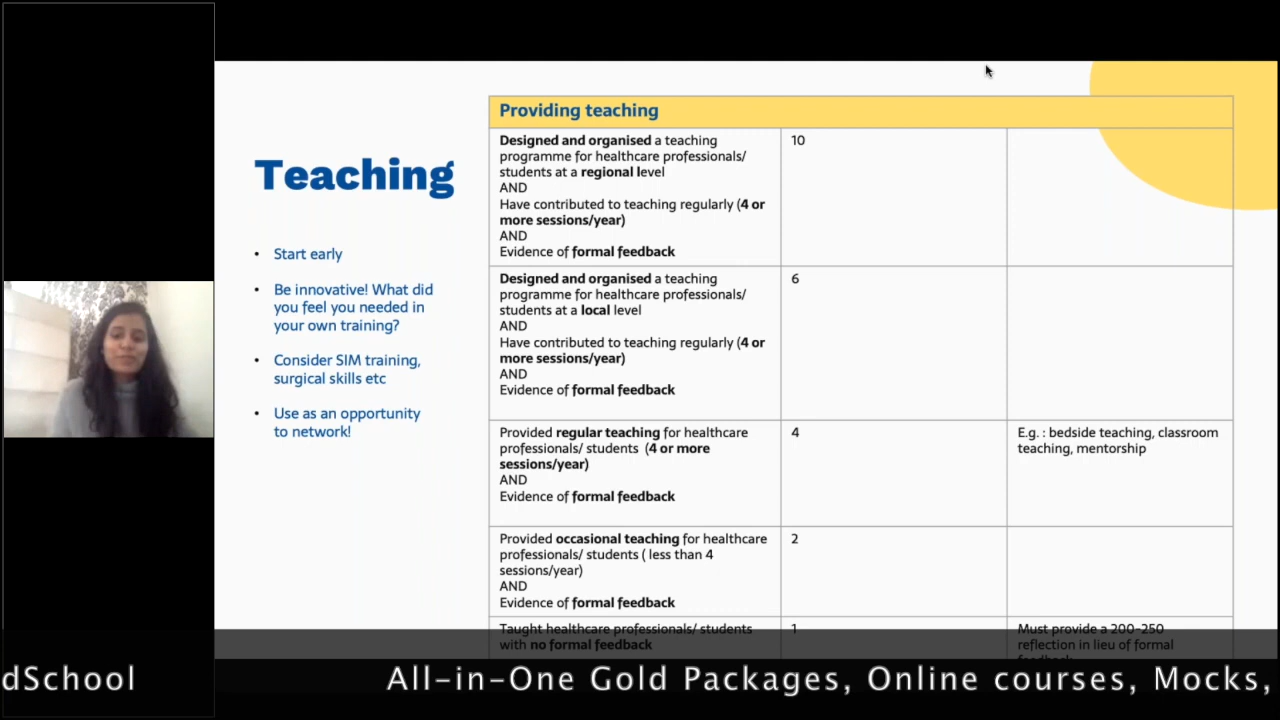 Teaching
• Start early
• Be innovative! What did
you feel you needed in
your own training?
• Consider SIM training,
surgical skills etc
• Use as an opportunity
to network!
Providing teaching
Designed and organised a teaching
programme for healthcare professionals/
students at a regional level
AND
Have contributed to teaching regularly (4 or
more sessions/year)
AND
Evidence of formal feedback
10
Designed and organised a teaching
programme for healthcare professionals/
students at a local level
AND
Have contributed to teaching regularly (4 or
more sessions/year)
AND
Evidence of formal feedback
6
Provided regular teaching for healthcare
professionals/ students (4 or more
sessions/year)
AND
Evidence of formal feedback
4
E.g. : bedside teaching, classroom
teaching, mentorship
Provided occasional teaching for healthcare
professionals/ students ( less than 4
sessions/year)
AND
Evidence of formal feedback
2
Taught healthcare professionals/ students
with no formal feedback
1
Must provide a 200-250
reflection in lieu of formal
dSchool
All-in-One Gold Packages, Online courses, Mocks,